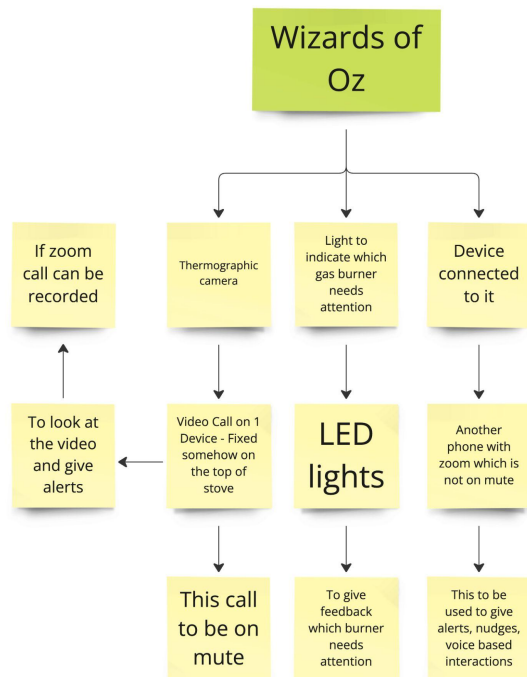 Wizards of
Oz
If zoom
call can be
recorded
Thermographic
camera
Light to
indicate which
gas burner
needs
attention
Device
connected
to it
To look at
the video
and give
alerts
Video Call on 1
Device - Fixed
somehow on
the top of
stove
LED
lights
Another
phone with
zoom which is
not on mute
This call
to be on
mute
To give
feedback
which burner
needs
attention
This to be
used to give
alerts, nudges,
voice based
interactions